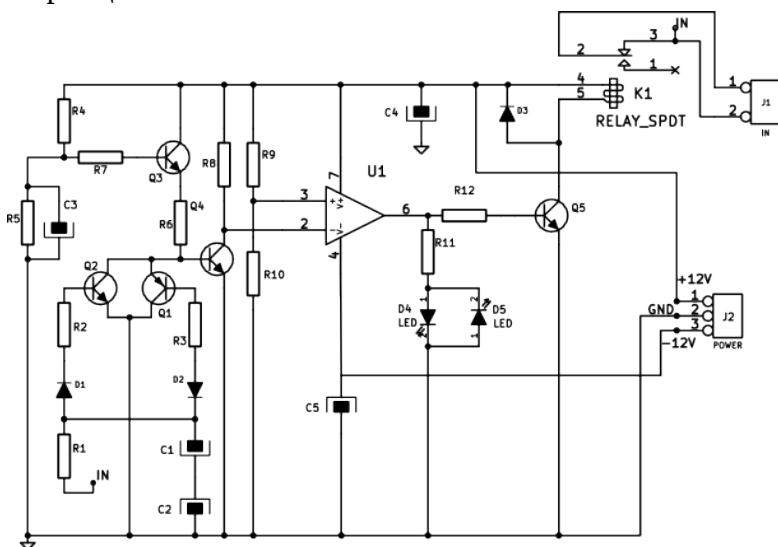 IN
2
3
1
1
J1
2
IN
4
5
K1
RELAY_SPDT
R4
C4
D3
R7
Q3
R8
R9
7
U1
R5
C3
R6
Q4
3
V+
6
R12
Q5
2
V-
4
Q2
Q1
R10
R11
+12V
R2
R3
D4
LED
1
2
D5
LED
2
1
GND
-12V
1
2
3
J2
POWER
D1
D2
R1
C1
C5
IN
C2